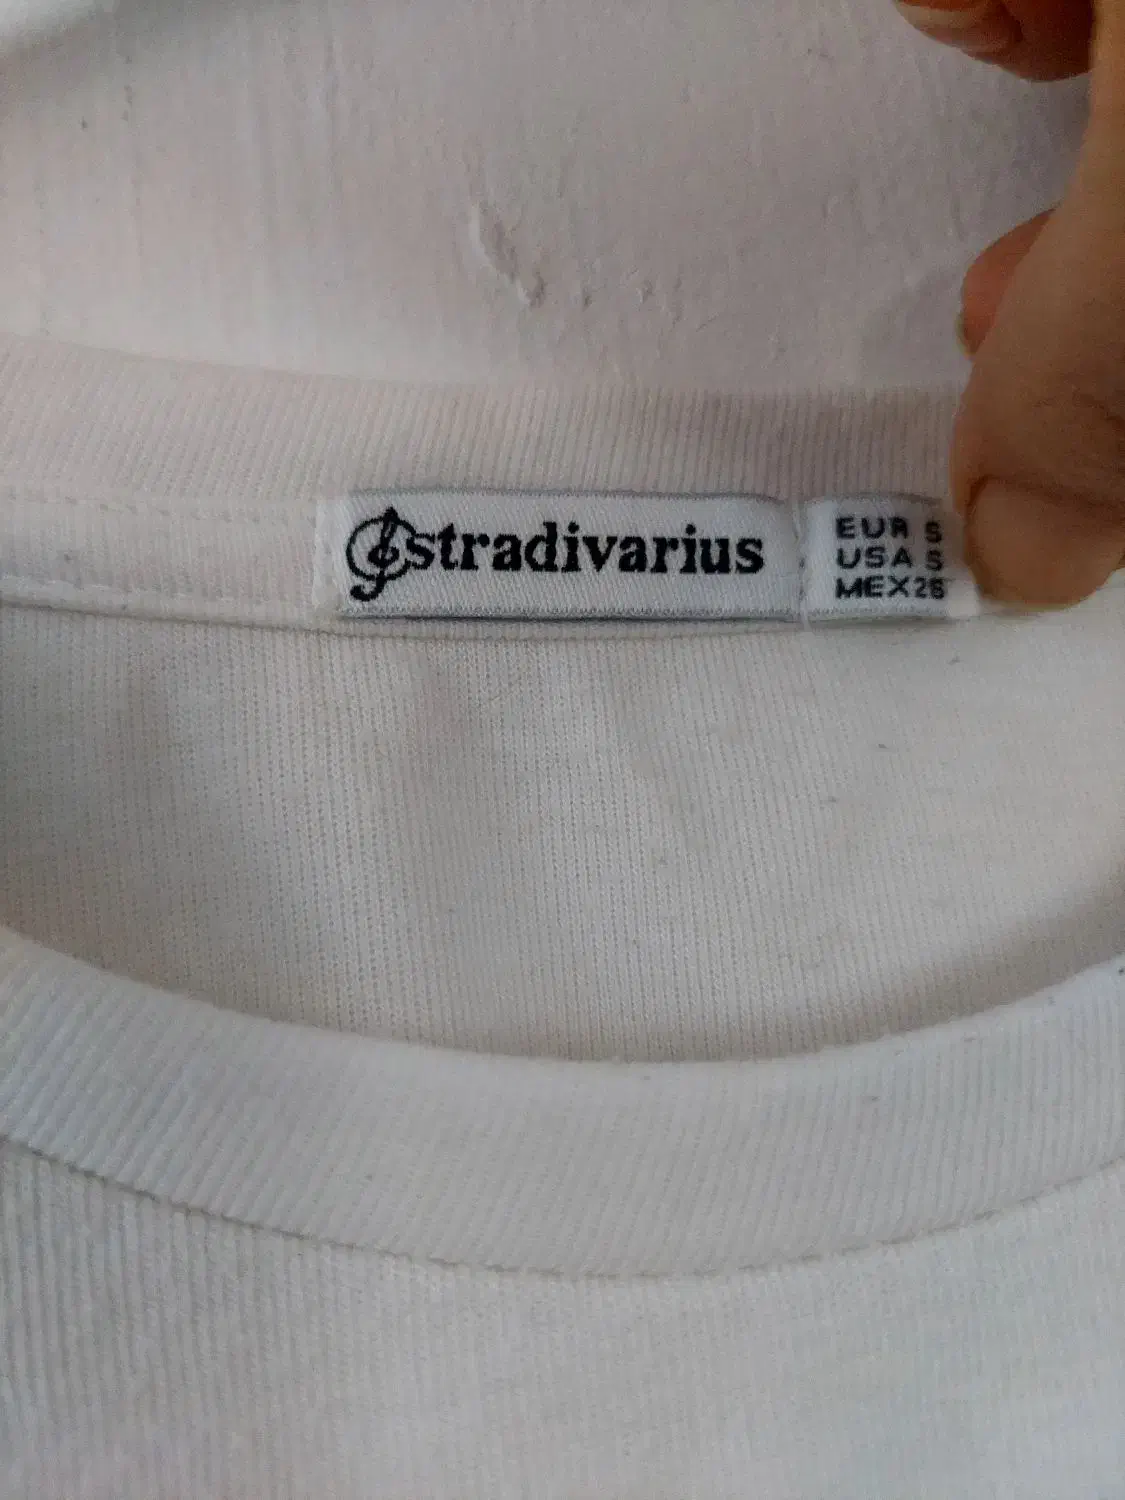 stradivarius
EUR S
USA S
MEX 26